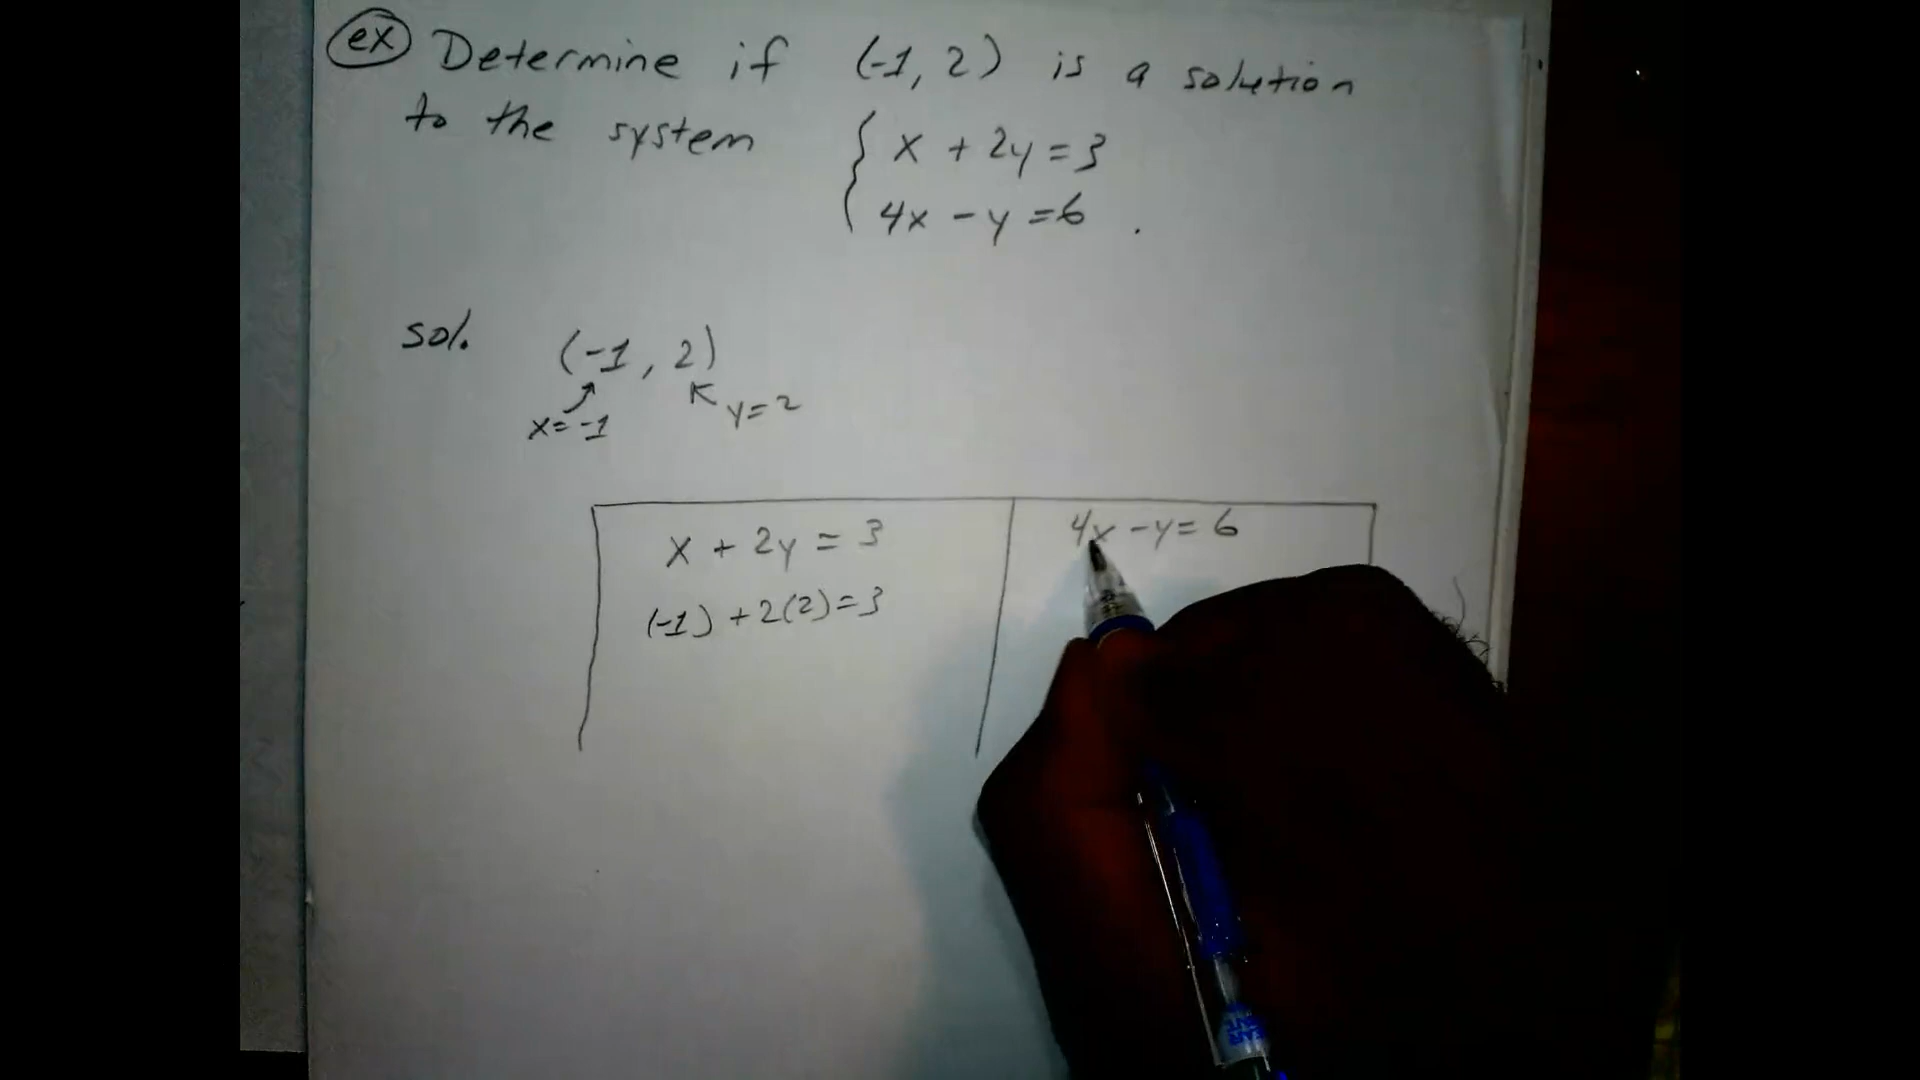 ex Determine if (-1, 2) is a solution
to the system { x + 2y = 3
4x - y = 6 .
sol. (-1, 2)
x = -1 y = 2
x + 2y = 3
(-1) + 2(2) = 3
4x - y = 6